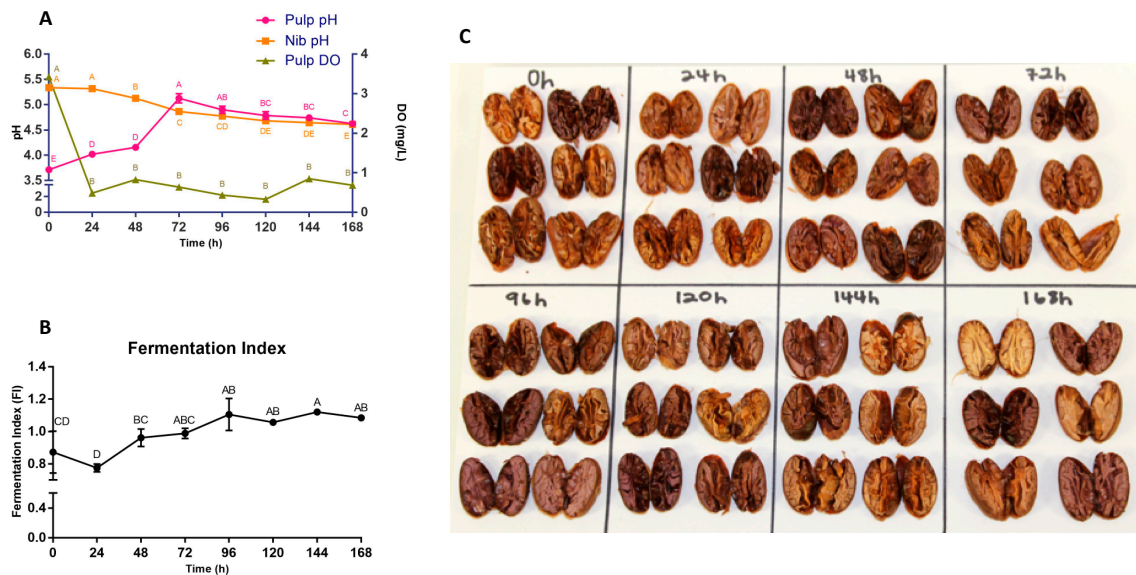 A
Pulp pH
Nib pH
Pulp DO
6.0
5.5
5.0
4.5
4.0
3.5
2
0
pH
4
3
2
1
0
DO (mg/L)
A
A A B C CD DE DE E
E D D A AB BC BC C
B B B B B B B
0 24 48 72 96 120 144 168
Time (h)
B
Fermentation Index
1.4
1.2
1.0
0.8
0.4
0.0
Fermentation Index (FI)
CD D BC ABC AB AB A AB
0 24 48 72 96 120 144 168
Time (h)
C
0h 24h 48h 72h
96h 120h 144h 168h